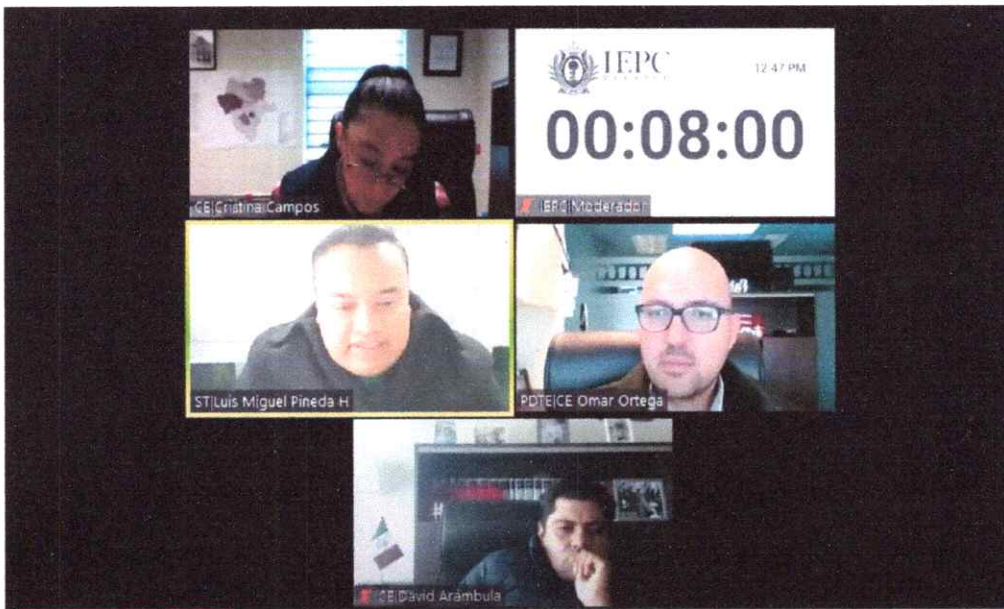 CE|Cristina Campos
IEPC
DURANGO
12:47 PM
00:08:00
IEPC|Moderador
ST|Luis Miguel Pineda H
PDTE|CE Omar Ortega
CE|David Arámbula